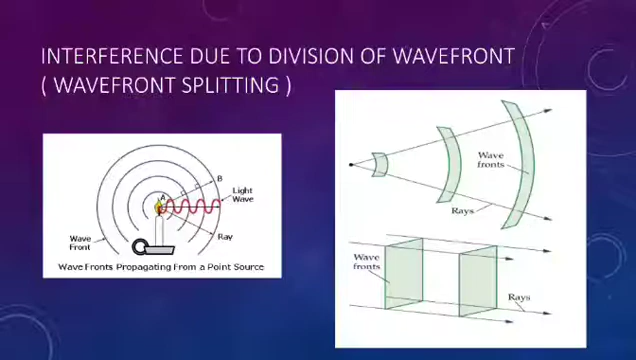 INTERFERENCE DUE TO DIVISION OF WAVEFRONT
( WAVEFRONT SPLITTING )
A
B
Light
Wave
Ray
Wave
Front
Wave Fronts Propagating From a Point Source
Wave
fronts
Rays
Wave
fronts
Rays